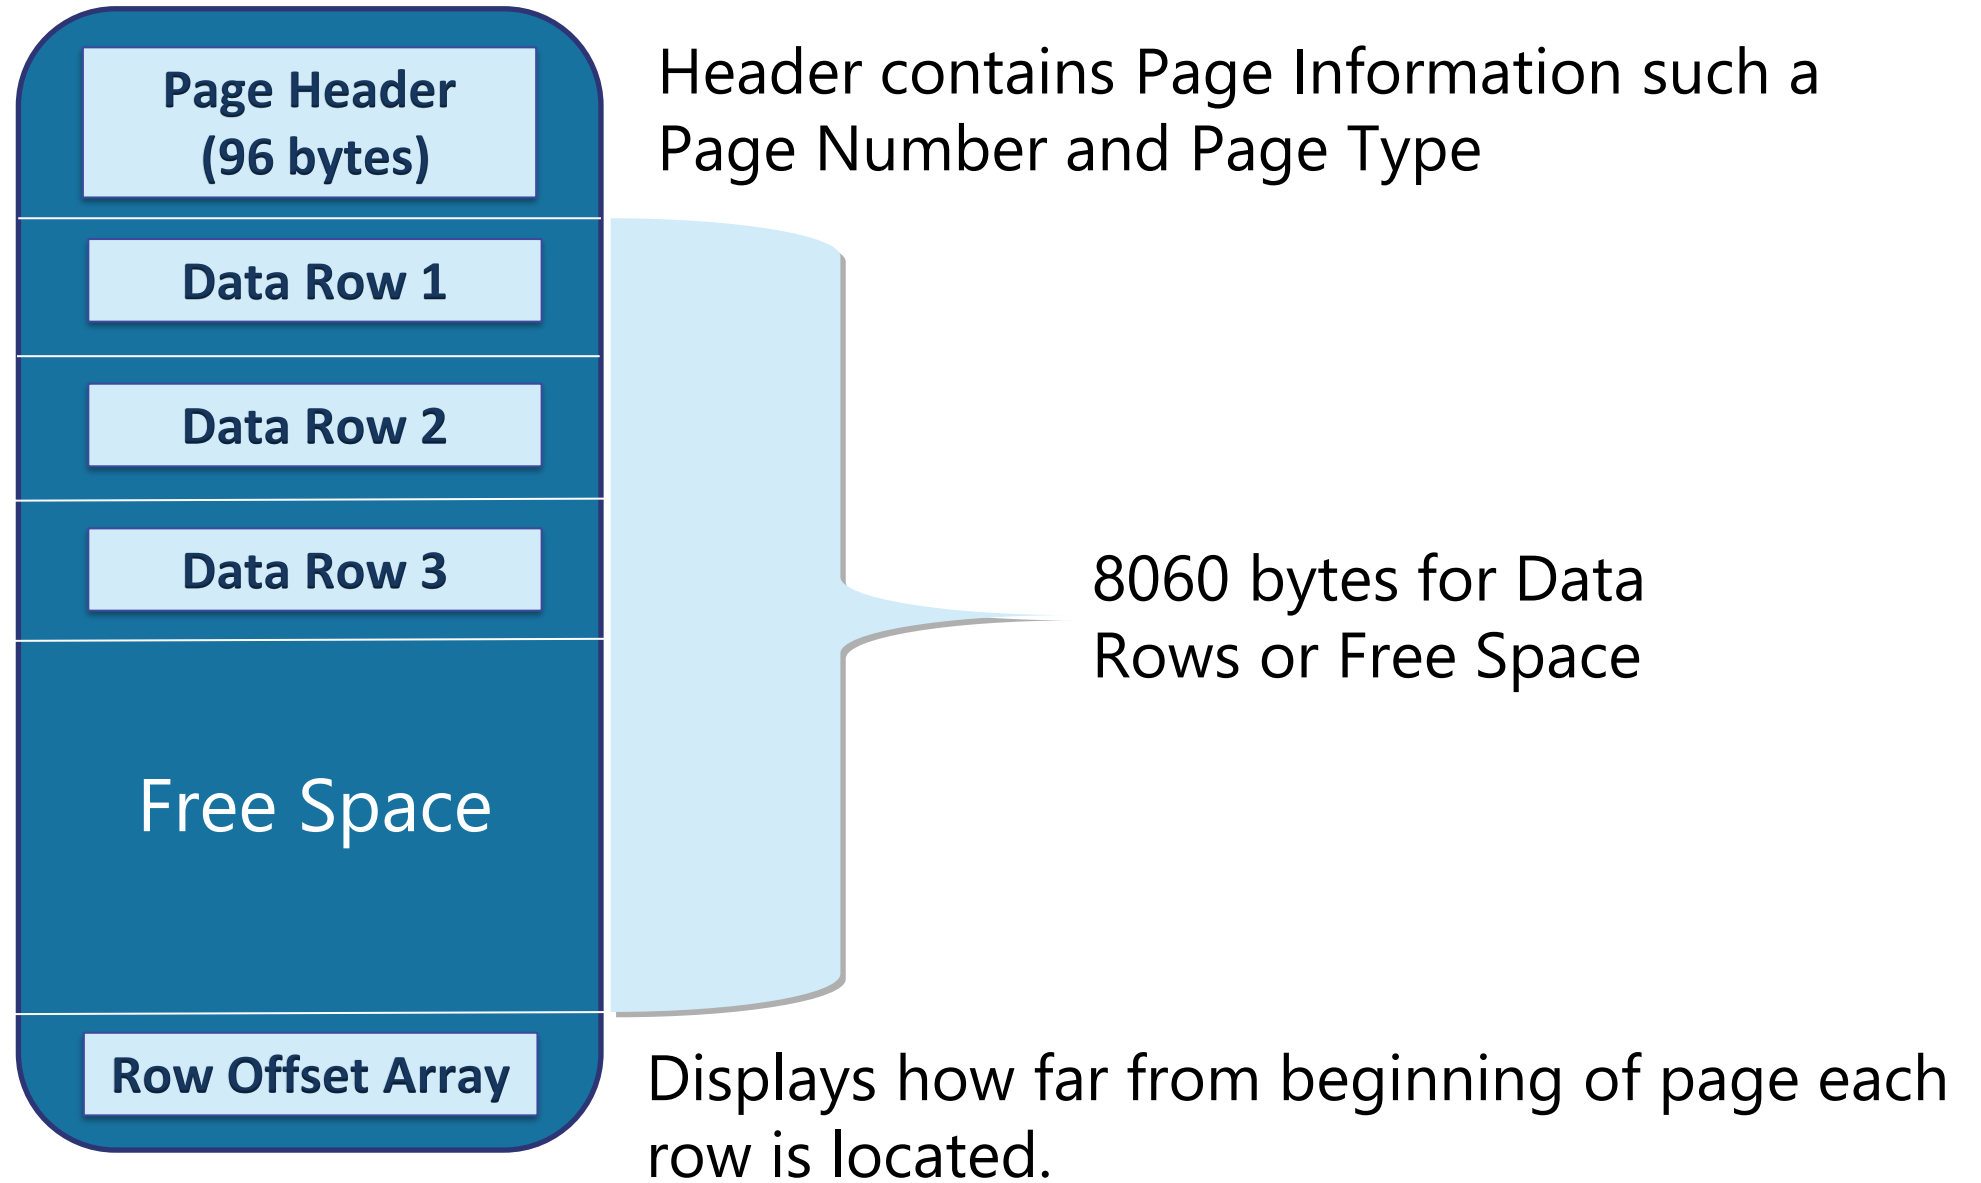 Page Header
(96 bytes)
Header contains Page Information such a
Page Number and Page Type
Data Row 1
Data Row 2
Data Row 3
8060 bytes for Data
Rows or Free Space
Free Space
Row Offset Array
Displays how far from beginning of page each
row is located.